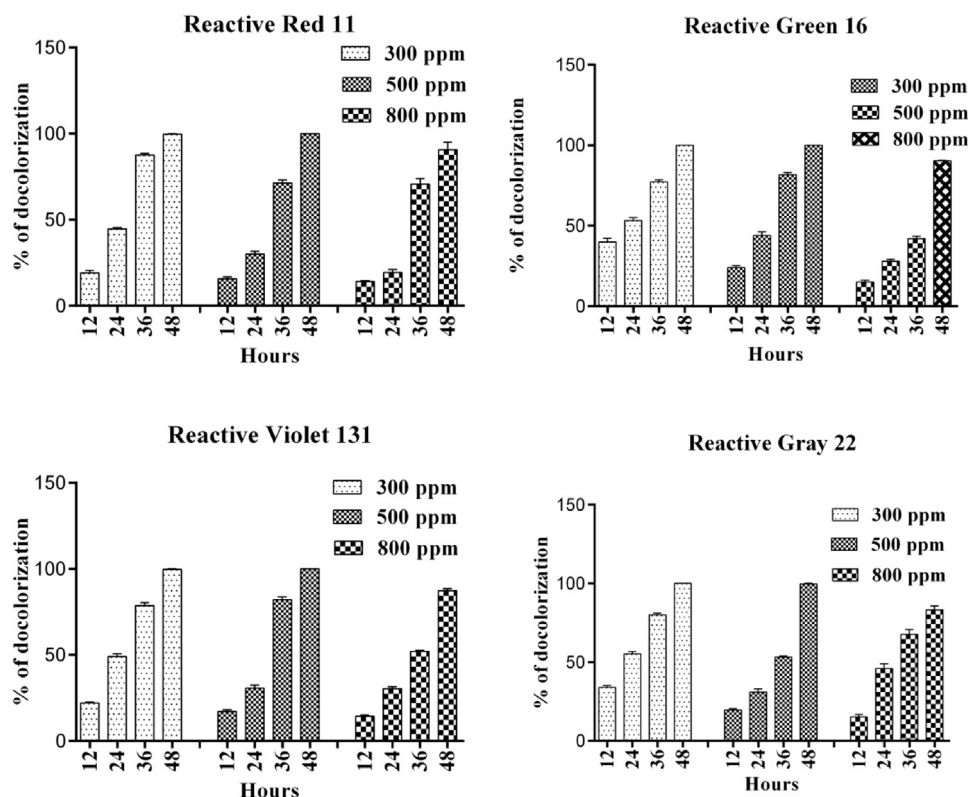 Reactive Red 11
% of docolorization
150
100
50
0
300 ppm
500 ppm
800 ppm
12 24 36 48 12 24 36 48 12 24 36 48
Hours
Reactive Green 16
% of docolorization
150
100
50
0
300 ppm
500 ppm
800 ppm
12 24 36 48 12 24 36 48 12 24 36 48
Hours
Reactive Violet 131
% of docolorization
150
100
50
0
300 ppm
500 ppm
800 ppm
12 24 36 48 12 24 36 48 12 24 36 48
Hours
Reactive Gray 22
% of docolorization
150
100
50
0
300 ppm
500 ppm
800 ppm
12 24 36 48 12 24 36 48 12 24 36 48
Hours